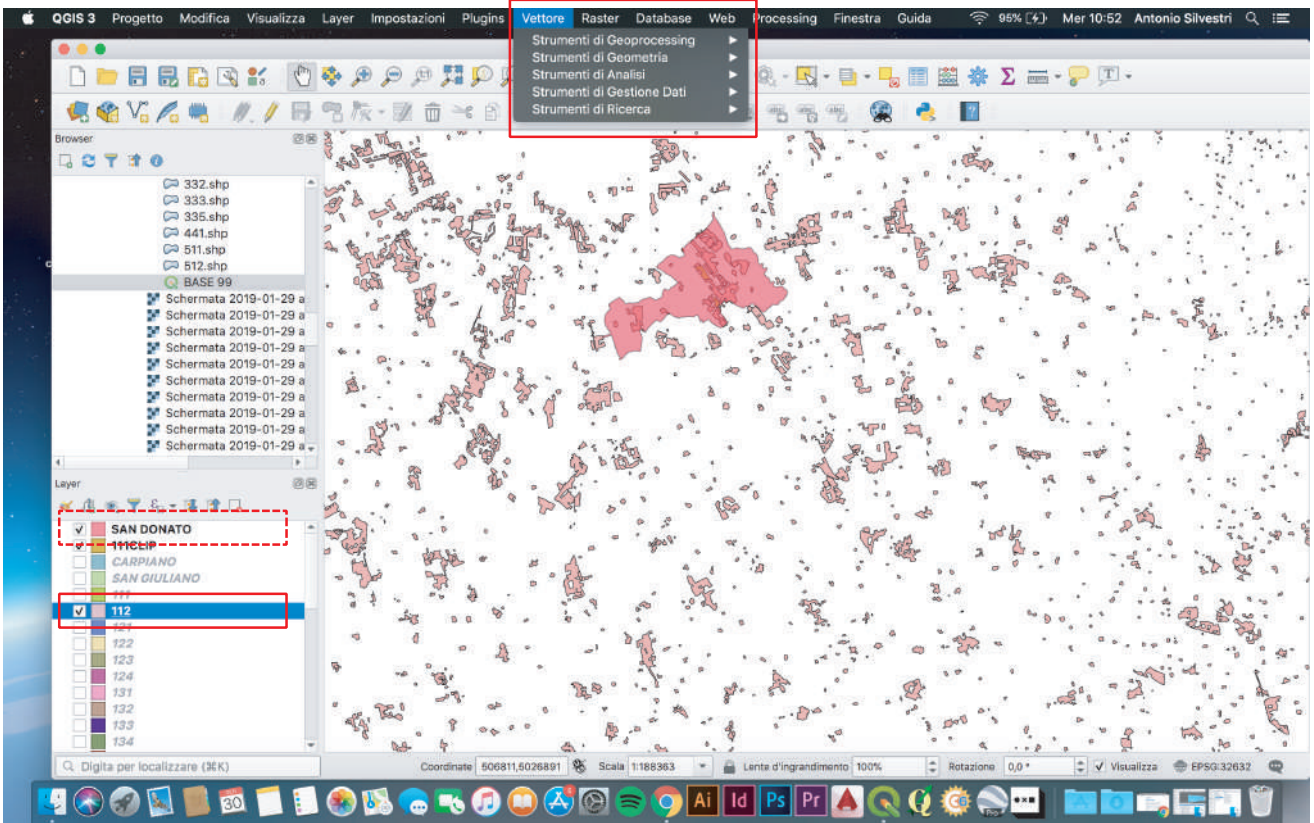 QGIS 3 Progetto Modifica Visualizza Layer Impostazioni Plugins Vettore Raster Database Web Processing Finestra Guida 95% Mer 10:52 Antonio Silvestri
Strumenti di Geoprocessing
Strumenti di Geometria
Strumenti di Analisi
Strumenti di Gestione Dati
Strumenti di Ricerca
Browser
332.shp
333.shp
335.shp
441.shp
511.shp
512.shp
BASE 99
Schermata 2019-01-29 a
Schermata 2019-01-29 a
Schermata 2019-01-29 a
Schermata 2019-01-29 a
Schermata 2019-01-29 a
Schermata 2019-01-29 a
Schermata 2019-01-29 a
Schermata 2019-01-29 a
Schermata 2019-01-29 a
Schermata 2019-01-29 a
Layer
SAN DONATO
111CLIP
CARPIANO
SAN GIULIANO
111
112
121
122
123
124
131
132
133
134
Digita per localizzare (⌘K) Coordinate 506811,5026891 Scala 1:188363 Lente d'ingrandimento 100% Rotazione 0,0 ° Visualizza EPSG:32632
30 Ai Id Ps Pr